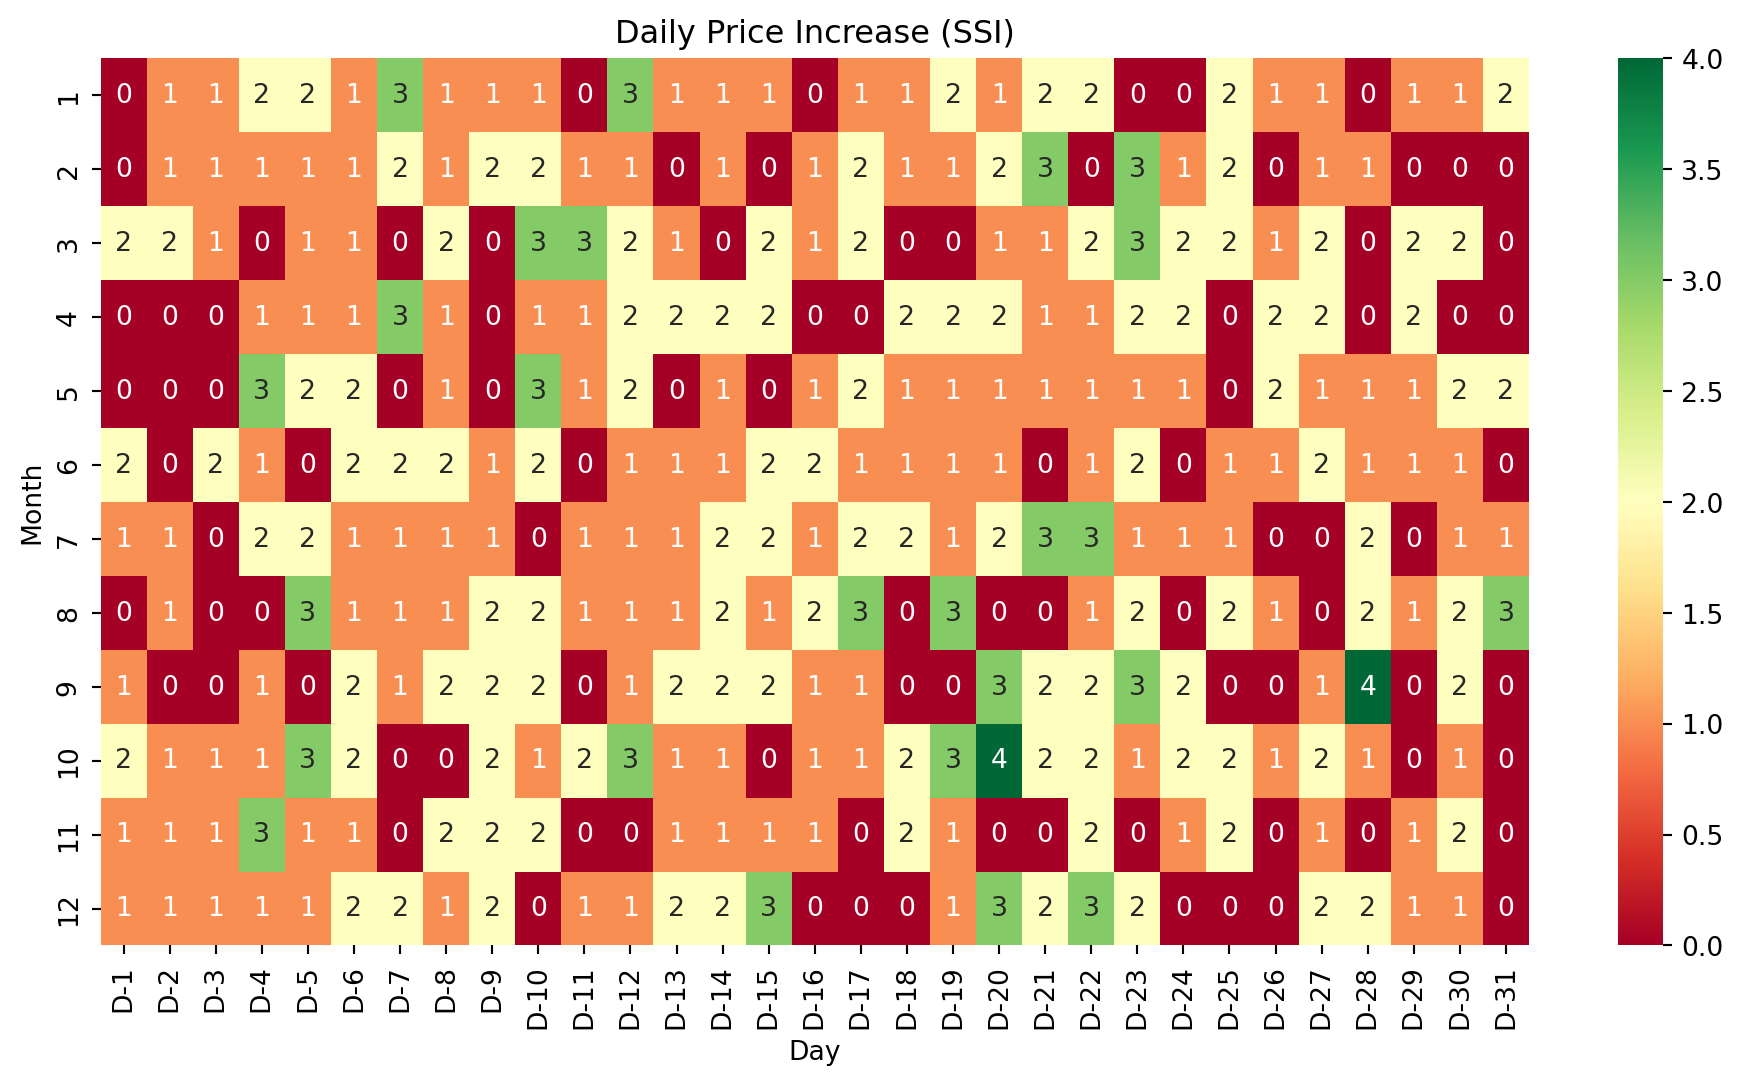 Daily Price Increase (SSI)
1 0 1 1 2 2 1 3 1 1 1 0 3 1 1 1 0 1 1 2 1 2 2 0 0 2 1 1 0 1 1 2
2 0 1 1 1 1 1 2 1 2 2 1 1 0 1 0 1 2 1 1 2 3 0 3 1 2 0 1 1 0 0 0
3 2 2 1 0 1 1 0 2 0 3 3 2 1 0 2 1 2 0 0 1 1 2 3 2 2 1 2 0 2 2 0
4 0 0 0 1 1 1 3 1 0 1 1 2 2 2 2 0 0 2 2 2 1 1 2 2 0 2 2 0 2 0 0
5 0 0 0 3 2 2 0 1 0 3 1 2 0 1 0 1 2 1 1 1 1 1 1 1 0 2 1 1 1 2 2
6 2 0 2 1 0 2 2 2 1 2 0 1 1 1 2 2 1 1 1 1 0 1 2 0 1 1 2 1 1 1 0
7 1 1 0 2 2 1 1 1 1 0 1 1 1 2 2 1 2 2 1 2 3 3 1 1 1 0 0 2 0 1 1
8 0 1 0 0 3 1 1 1 2 2 1 1 1 2 1 2 3 0 3 0 0 1 2 0 2 1 0 2 1 2 3
9 1 0 0 1 0 2 1 2 2 2 0 1 2 2 2 1 1 0 0 3 2 2 3 2 0 0 1 4 0 2 0
10 2 1 1 1 3 2 0 0 2 1 2 3 1 1 0 1 1 2 3 4 2 2 1 2 2 1 2 1 0 1 0
11 1 1 1 3 1 1 0 2 2 2 0 0 1 1 1 1 0 2 1 0 0 2 0 1 2 0 1 0 1 2 0
12 1 1 1 1 1 2 2 1 2 0 1 1 2 2 3 0 0 0 1 3 2 3 2 0 0 0 2 2 1 1 0
Month
D-1 D-2 D-3 D-4 D-5 D-6 D-7 D-8 D-9 D-10 D-11 D-12 D-13 D-14 D-15 D-16 D-17 D-18 D-19 D-20 D-21 D-22 D-23 D-24 D-25 D-26 D-27 D-28 D-29 D-30 D-31
Day
4.0
3.5
3.0
2.5
2.0
1.5
1.0
0.5
0.0